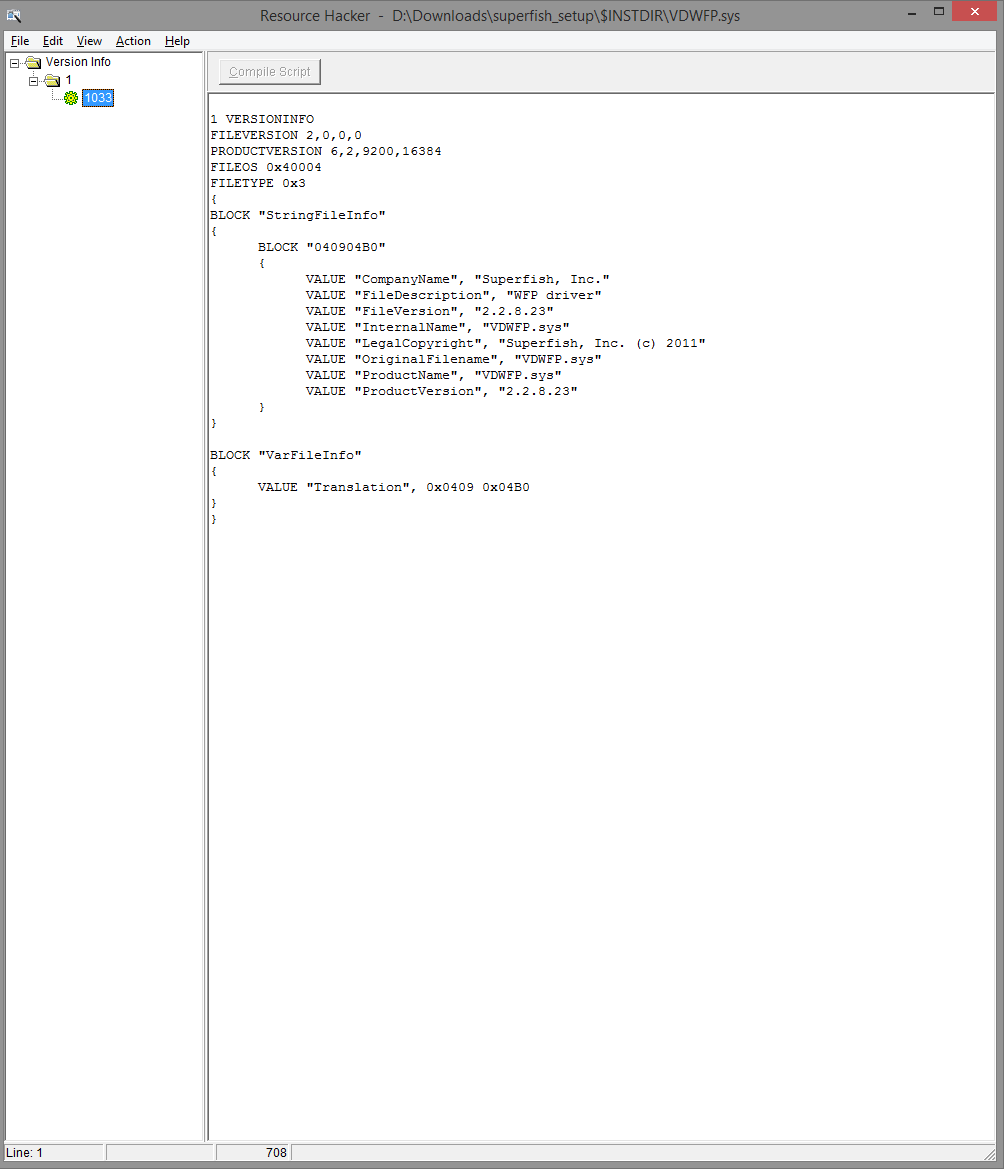 Resource Hacker - D:\Downloads\superfish_setup\$INSTDIR\VDWFP.sys
File Edit View Action Help
Version Info
1
1033
Compile Script
1 VERSIONINFO
FILEVERSION 2,0,0,0
PRODUCTVERSION 6,2,9200,16384
FILEOS 0x40004
FILETYPE 0x3
{
BLOCK "StringFileInfo"
{
BLOCK "040904B0"
{
VALUE "CompanyName", "Superfish, Inc."
VALUE "FileDescription", "WFP driver"
VALUE "FileVersion", "2.2.8.23"
VALUE "InternalName", "VDWFP.sys"
VALUE "LegalCopyright", "Superfish, Inc. (c) 2011"
VALUE "OriginalFilename", "VDWFP.sys"
VALUE "ProductName", "VDWFP.sys"
VALUE "ProductVersion", "2.2.8.23"
}
}
BLOCK "VarFileInfo"
{
VALUE "Translation", 0x0409 0x04B0
}
}
Line: 1
708